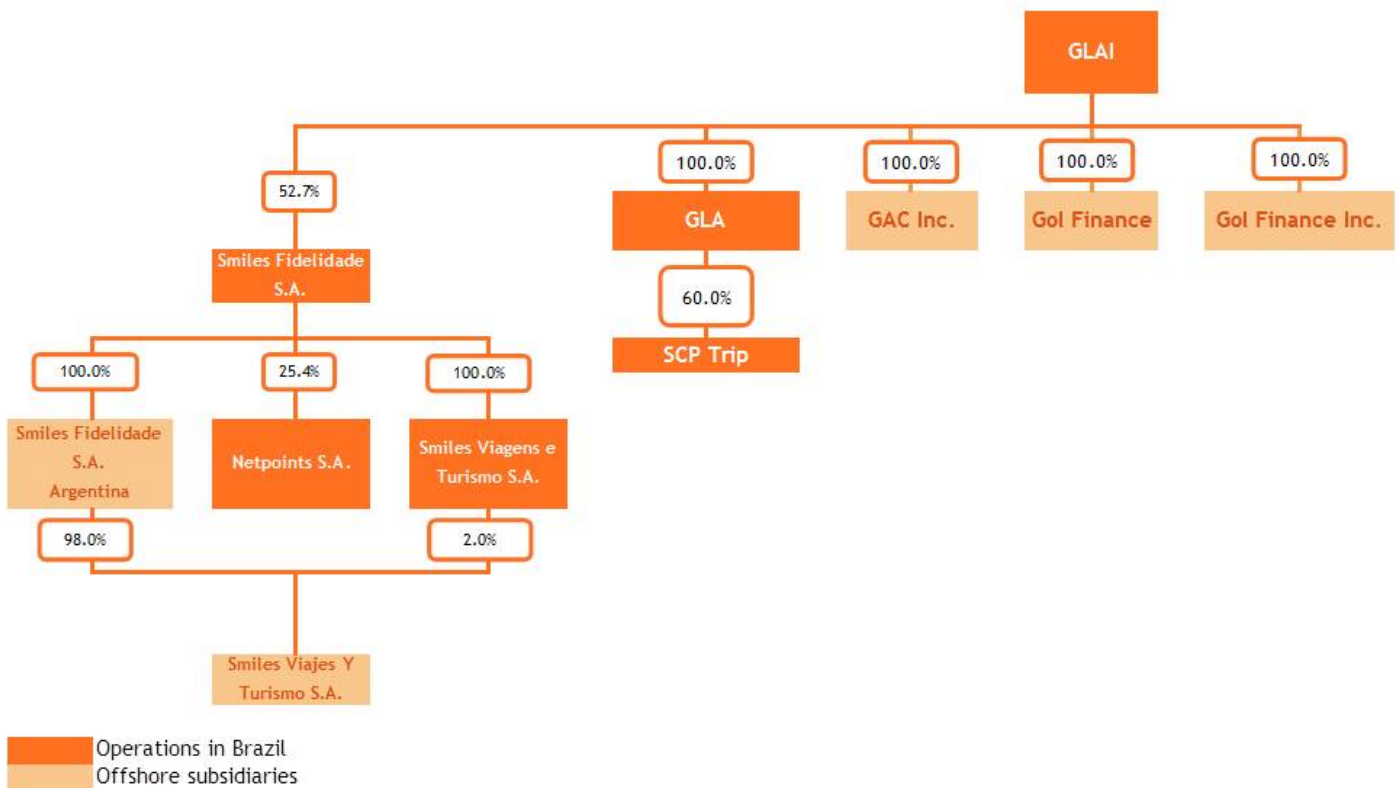 GLAI
100.0%
100.0%
100.0%
100.0%
52.7%
GLA
GAC Inc.
Gol Finance
Gol Finance Inc.
Smiles Fidelidade
S.A.
60.0%
SCP Trip
100.0%
25.4%
100.0%
Smiles Fidelidade
S.A.
Argentina
Netpoints S.A.
Smiles Viagens e
Turismo S.A.
98.0%
2.0%
Smiles Viajes Y
Turismo S.A.
Operations in Brazil
Offshore subsidiaries